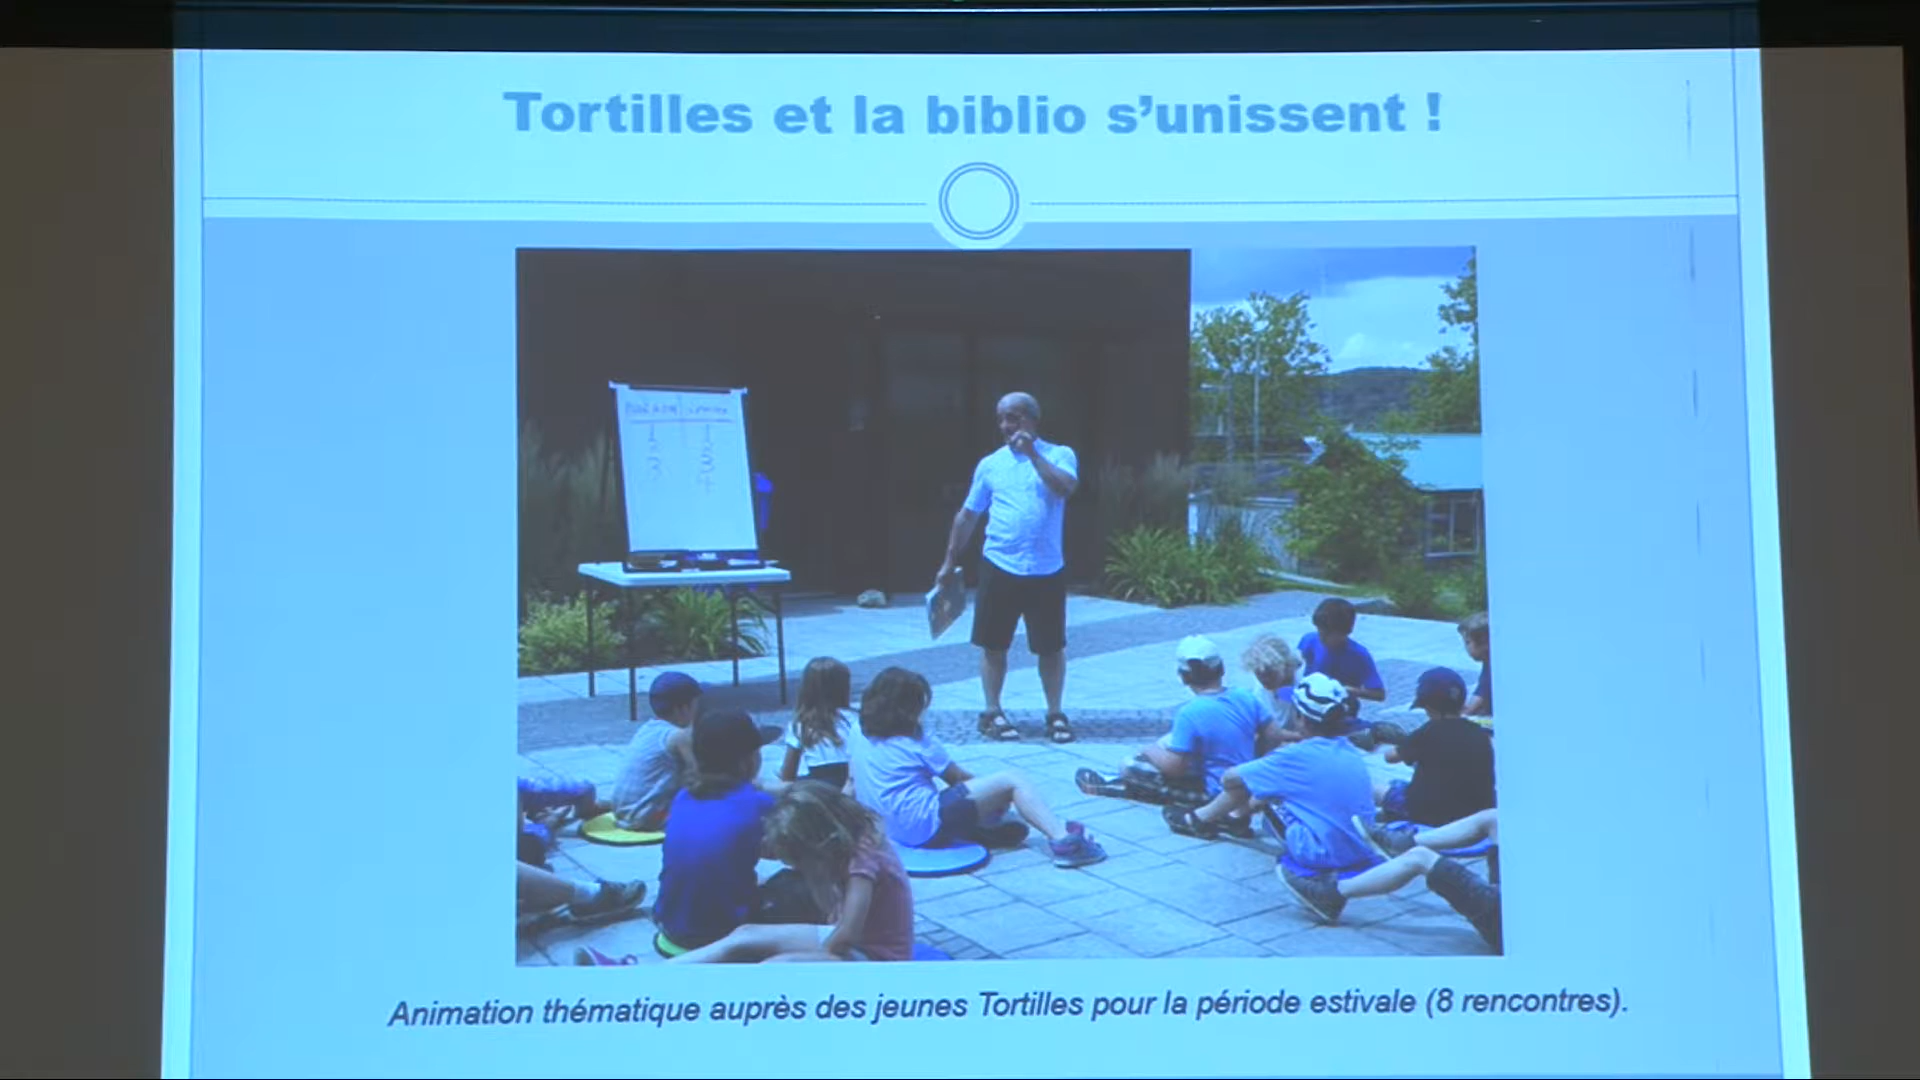 Tortilles et la biblio s’unissent !
Animation thématique auprès des jeunes Tortilles pour la période estivale (8 rencontres).